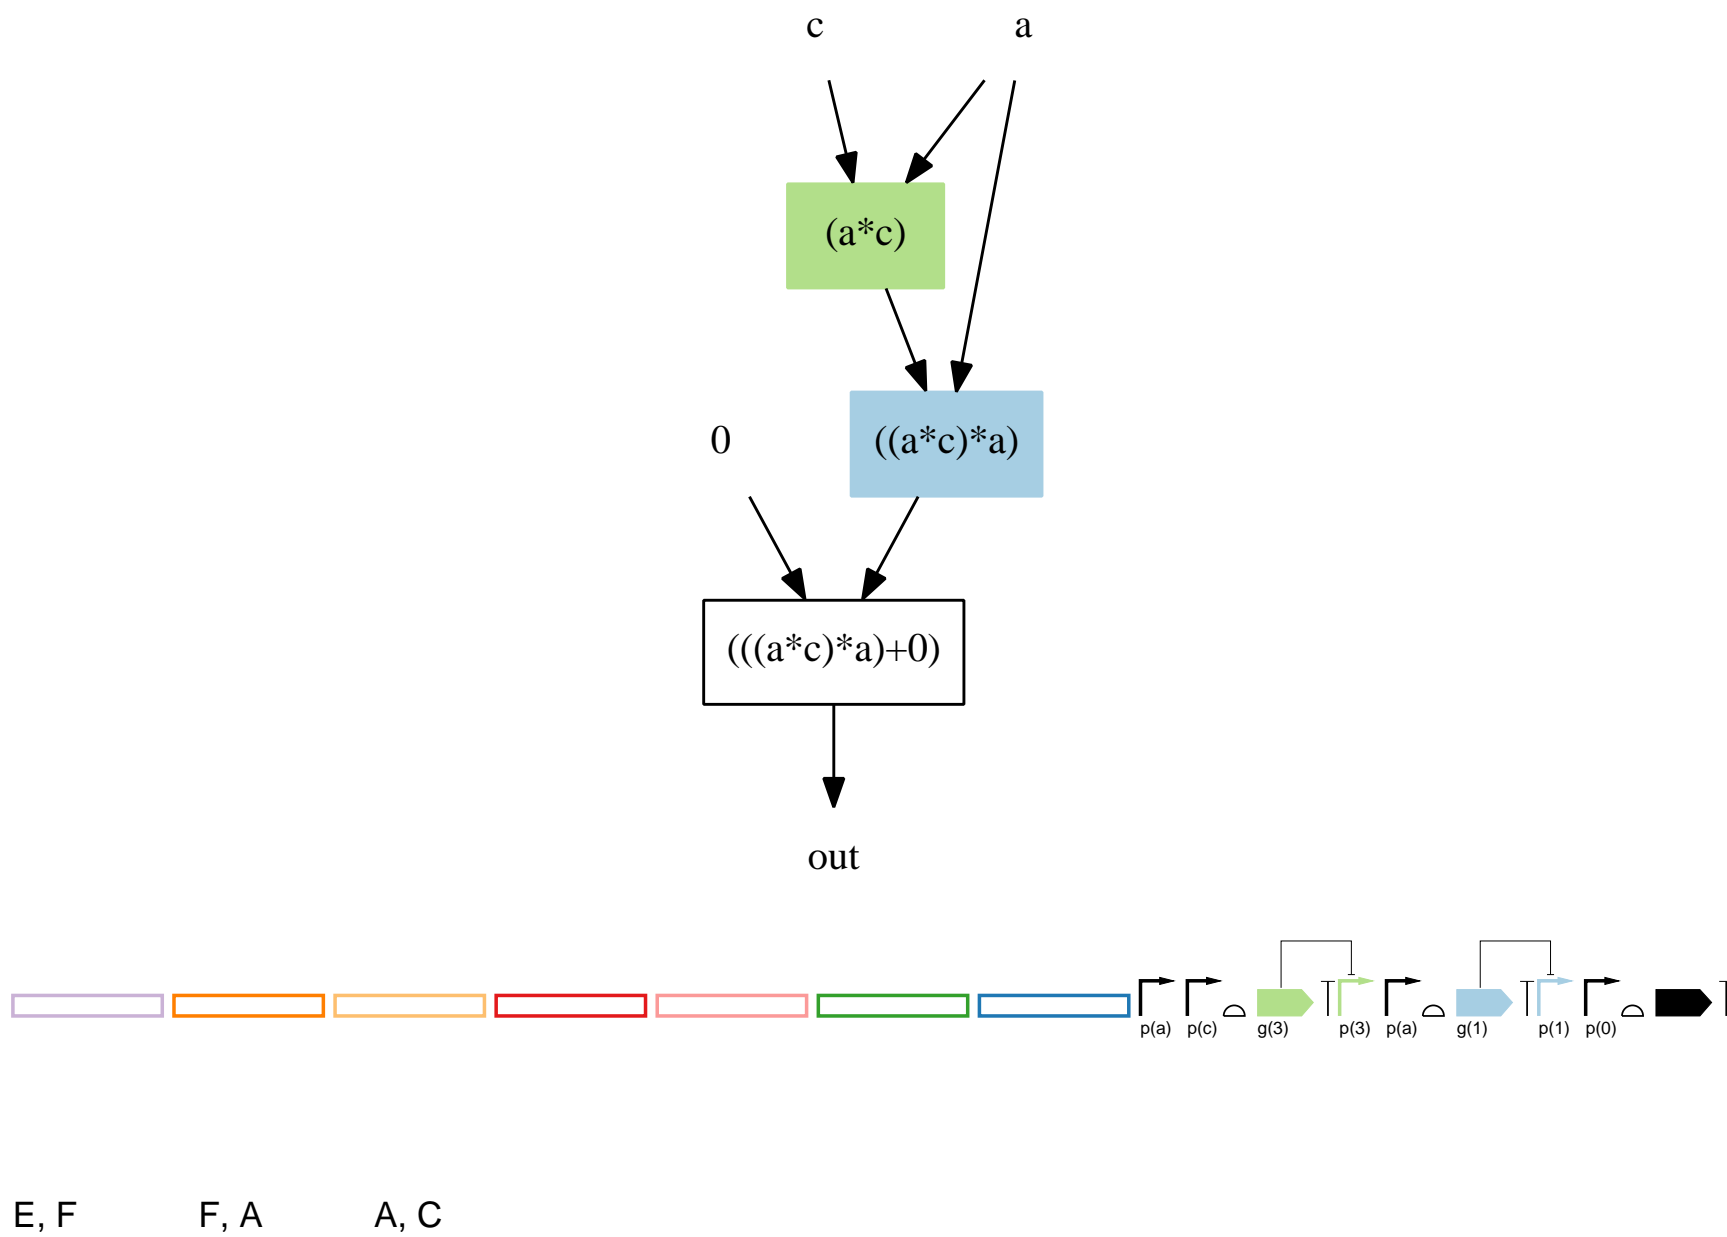 c a
(a*c)
0 ((a*c)*a)
(((a*c)*a)+0)
out
p(a) p(c) g(3) p(3) p(a) g(1) p(1) p(0)
E, F F, A A, C